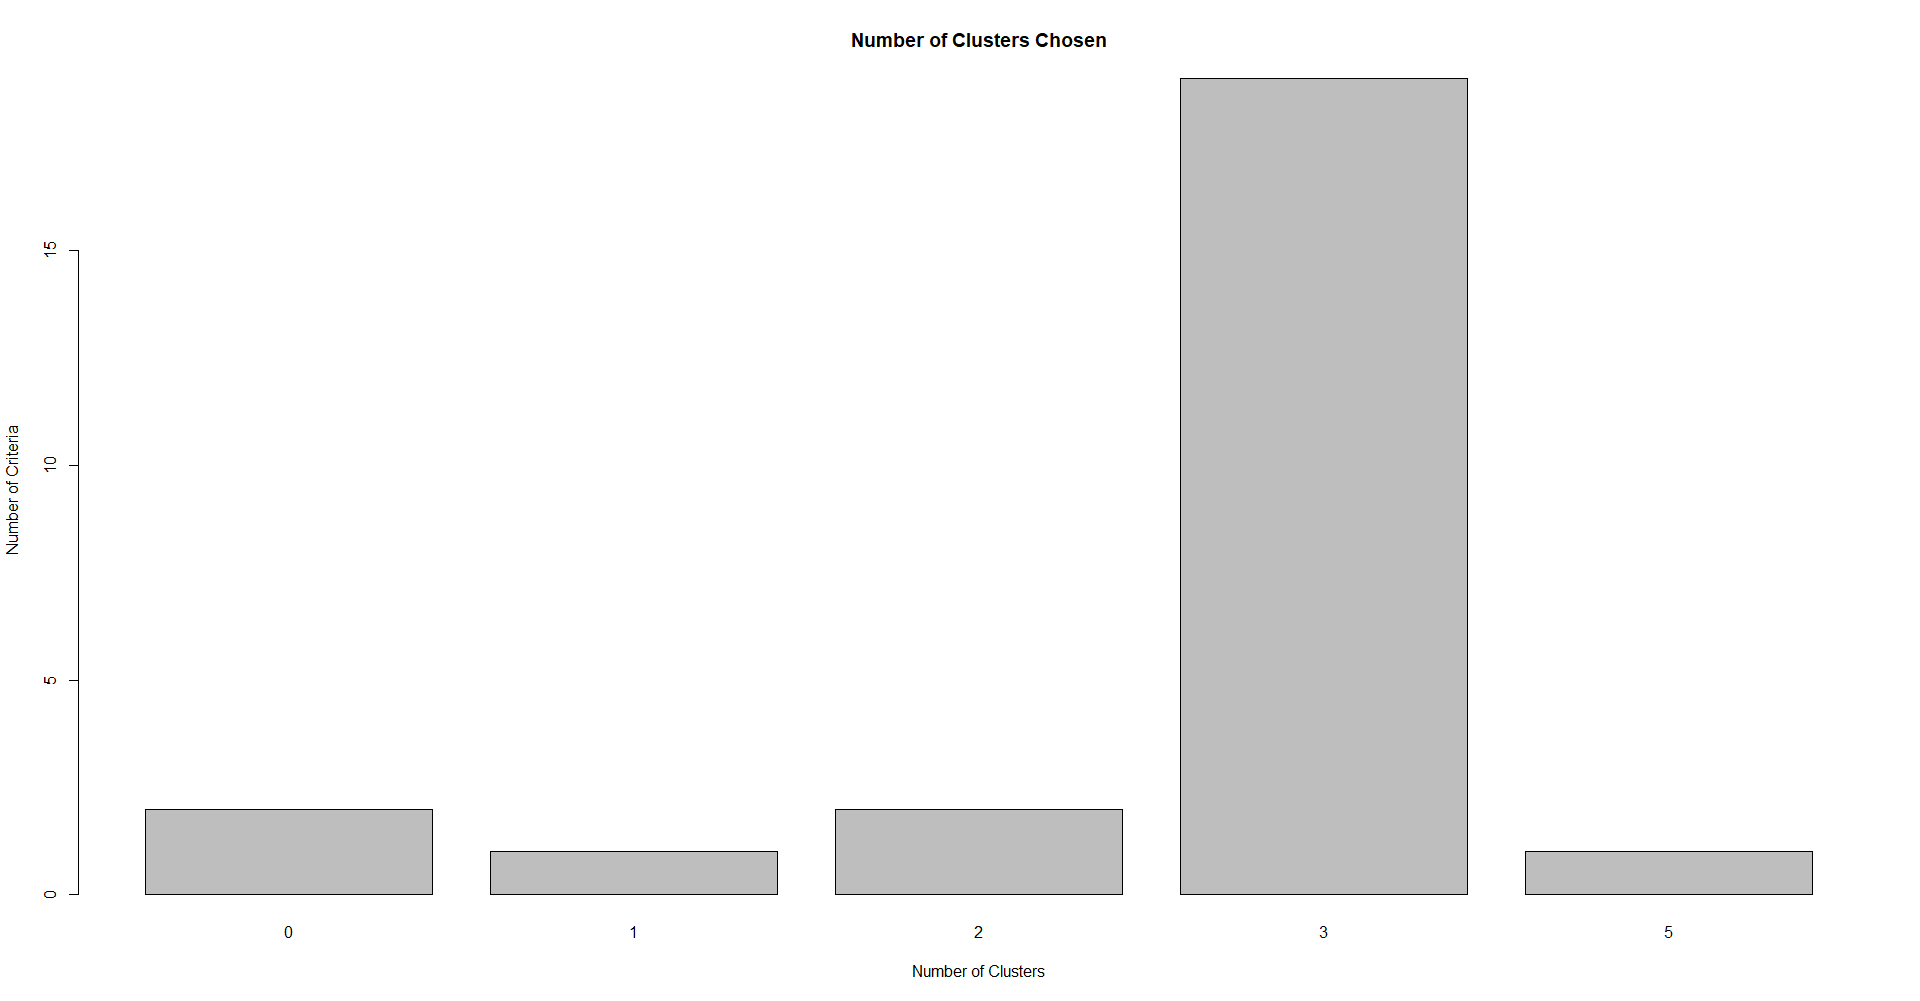 Number of Clusters Chosen
Number of Criteria
15
10
5
0
0 1 2 3 5
Number of Clusters